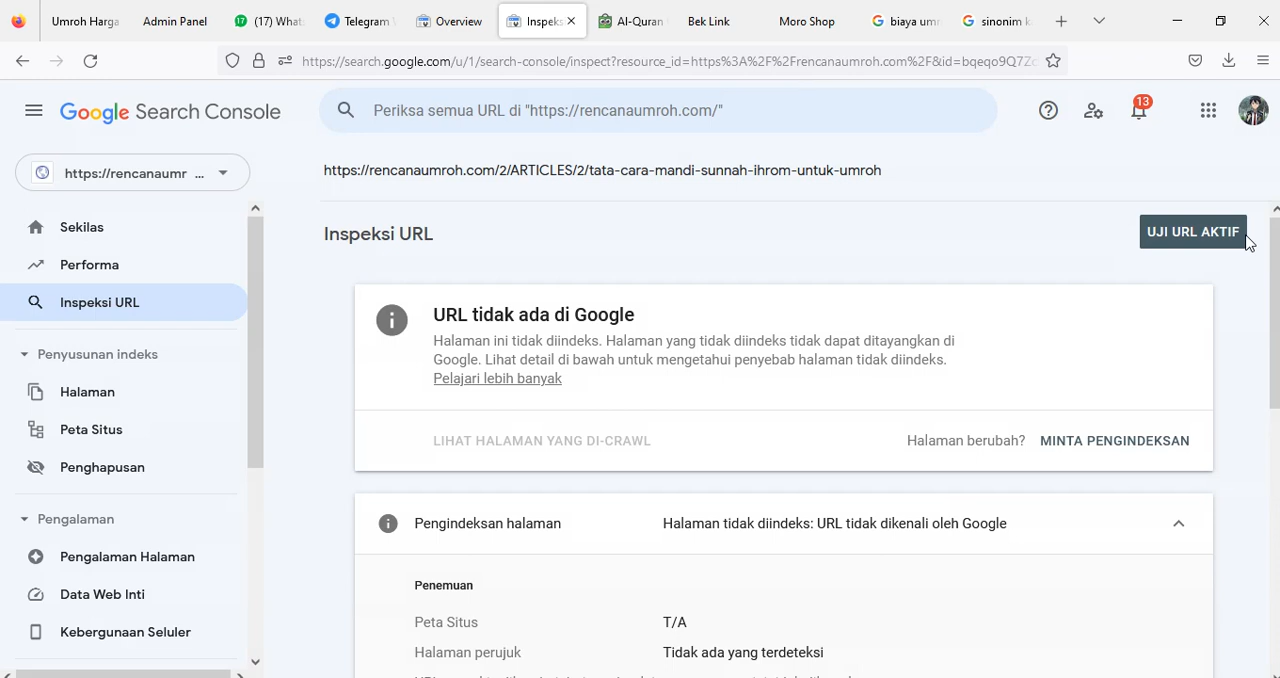 Umroh Harga
Admin Panel
(17) What
Telegram
Overview
Inspeks
Al-Quran
Bek Link
Moro Shop
biaya um
sinonim k
https://search.google.com/u/1/search-console/inspect?resource_id=https%3A%2F%2Frencanaumroh.com%2F&id=bqeqo9Q7Zc
Google Search Console
Periksa semua URL di "https://rencanaumroh.com/"
13
https://rencanaumr ...
https://rencanaumroh.com/2/ARTICLES/2/tata-cara-mandi-sunnah-ihrom-untuk-umroh
Sekilas
Performa
Inspeksi URL
Penyusunan indeks
Halaman
Peta Situs
Penghapusan
Pengalaman
Pengalaman Halaman
Data Web Inti
Kebergunaan Seluler
Inspeksi URL
UJI URL AKTIF
URL tidak ada di Google
Halaman ini tidak diindeks. Halaman yang tidak diindeks tidak dapat ditayangkan di
Google. Lihat detail di bawah untuk mengetahui penyebab halaman tidak diindeks.
Pelajari lebih banyak
LIHAT HALAMAN YANG DI-CRAWL
Halaman berubah? MINTA PENGINDEKSAN
Pengindeksan halaman
Halaman tidak diindeks: URL tidak dikenali oleh Google
Penemuan
Peta Situs
T/A
Halaman perujuk
Tidak ada yang terdeteksi